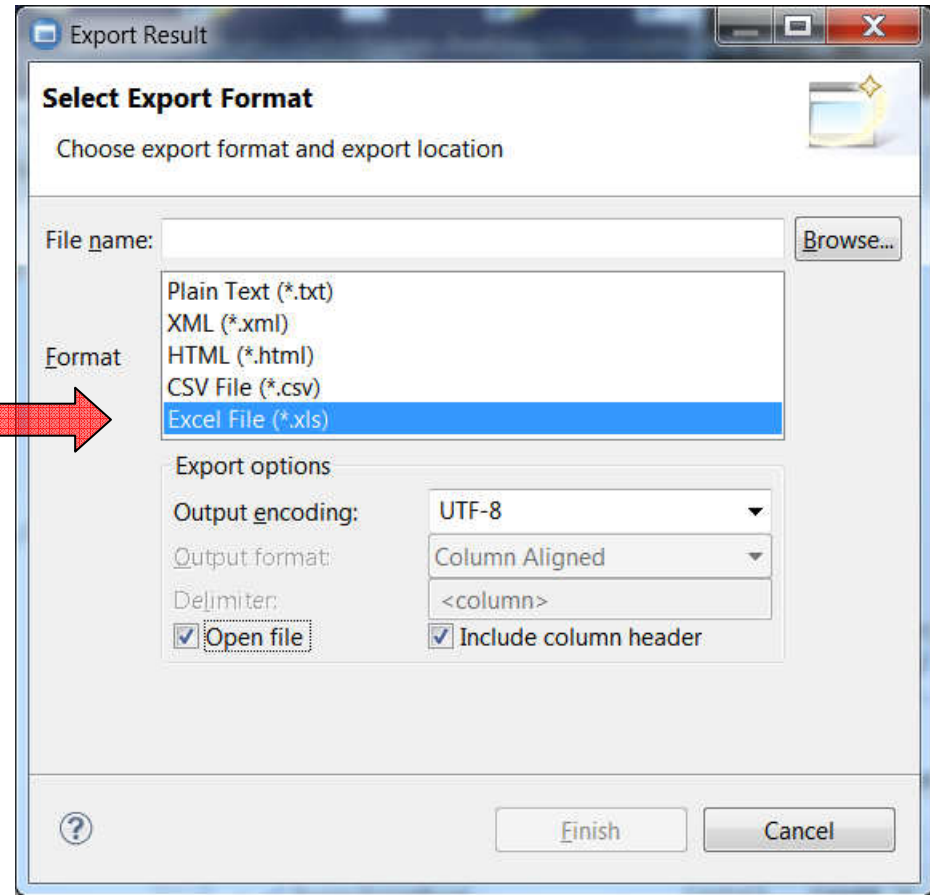 Export Result
X
Select Export Format
Choose export format and export location
File name:
Browse...
Format
Plain Text (*.txt)
XML (*.xml)
HTML (*.html)
CSV File (*.csv)
Excel File (*.xls)
Export options
Output encoding: UTF-8
Output format: Column Aligned
Delimiter: <column>
Open file Include column header
? Finish Cancel